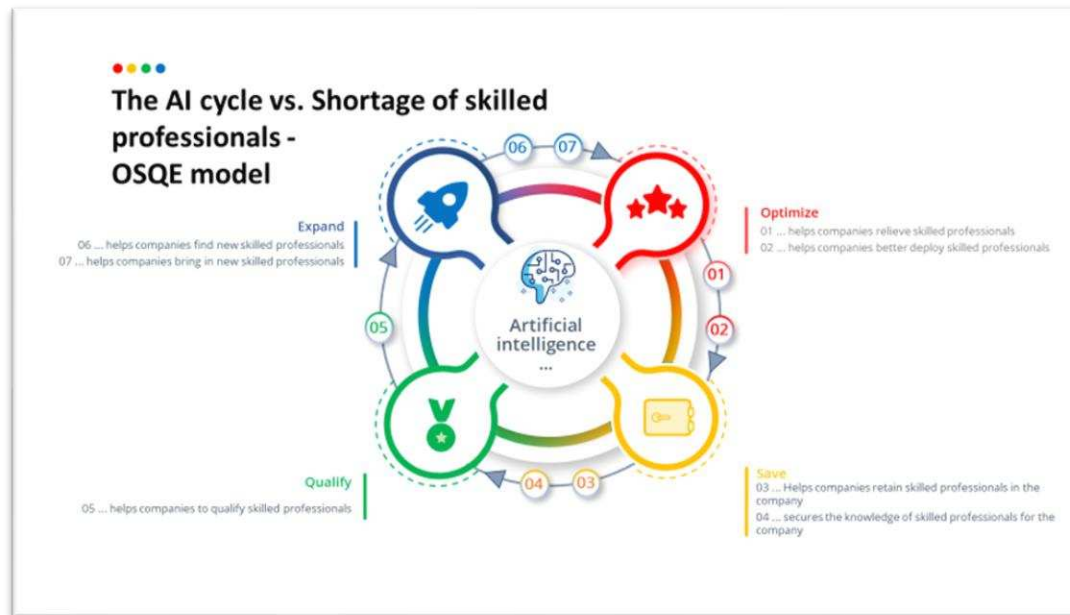 The AI cycle vs. Shortage of skilled
professionals -
OSQE model
06
07
Expand
06 ... helps companies find new skilled professionals
07 ... helps companies bring in new skilled professionals
Optimize
01 ... helps companies relieve skilled professionals
02 ... helps companies better deploy skilled professionals
01
02
05
Artificial
intelligence
...
Qualify
05 ... helps companies to qualify skilled professionals
04
03
Save
03 ... Helps companies retain skilled professionals in the
company
04 ... secures the knowledge of skilled professionals for the
company